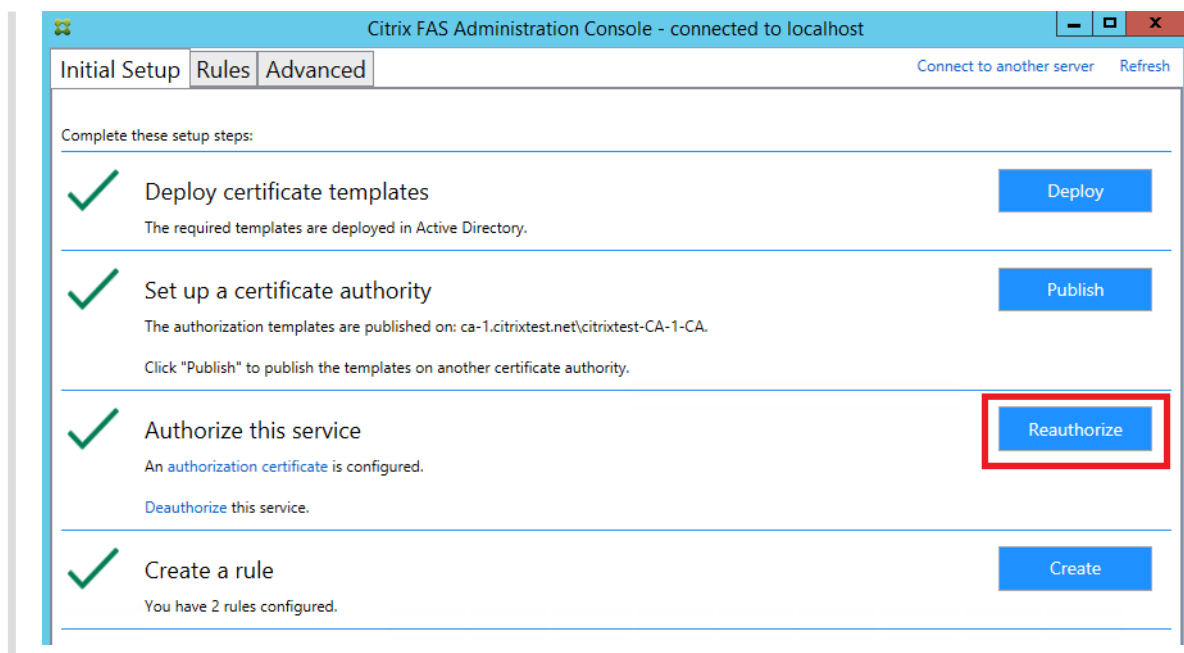 Citrix FAS Administration Console - connected to localhost
Initial Setup Rules Advanced Connect to another server Refresh
Complete these setup steps:
Deploy certificate templates
Deploy
The required templates are deployed in Active Directory.
Set up a certificate authority
Publish
The authorization templates are published on: ca-1.citrixtest.net\citrixtest-CA-1-CA.
Click "Publish" to publish the templates on another certificate authority.
Authorize this service
Reauthorize
An authorization certificate is configured.
Deauthorize this service.
Create a rule
Create
You have 2 rules configured.